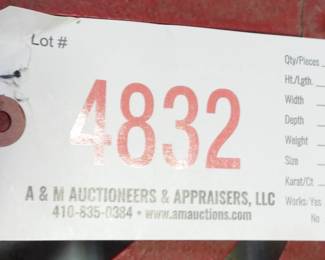 Lot #
4832
A & M AUCTIONEERS & APPRAISERS, LLC
410-835-0384 • www.amauctions.com
Qty/Pieces
Ht./Lgth.
Width
Depth
Weight
Size
Karat/Ct
Works: Yes
No